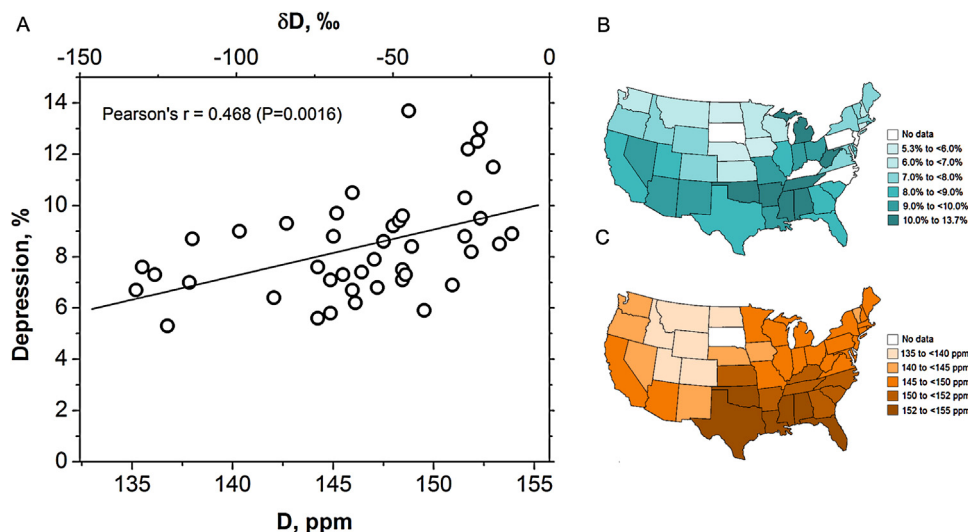 A
δD, ‰
-150 -100 -50 0
Pearson's r = 0.468 (P=0.0016)
14
12
10
8
6
4
2
0
Depression, %
135 140 145 150 155
D, ppm
B
No data
5.3% to <6.0%
6.0% to <7.0%
7.0% to <8.0%
8.0% to <9.0%
9.0% to <10.0%
10.0% to 13.7%
C
No data
135 to <140 ppm
140 to <145 ppm
145 to <150 ppm
150 to <152 ppm
152 to <155 ppm